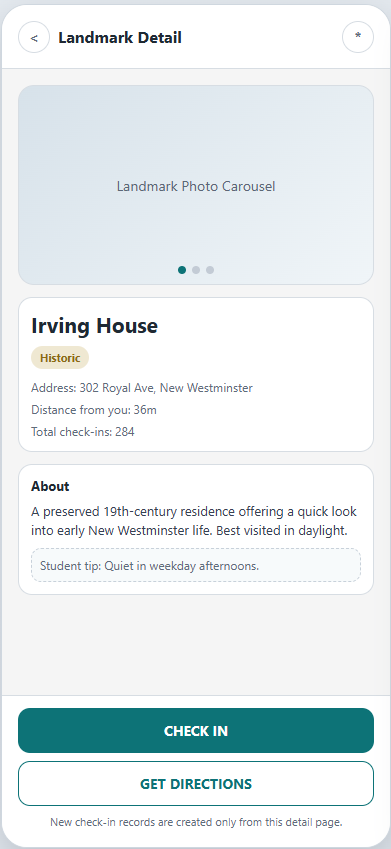 < Landmark Detail *
Landmark Photo Carousel
Irving House
Historic
Address: 302 Royal Ave, New Westminster
Distance from you: 36m
Total check-ins: 284
About
A preserved 19th-century residence offering a quick look
into early New Westminster life. Best visited in daylight.
Student tip: Quiet in weekday afternoons.
CHECK IN
GET DIRECTIONS
New check-in records are created only from this detail page.